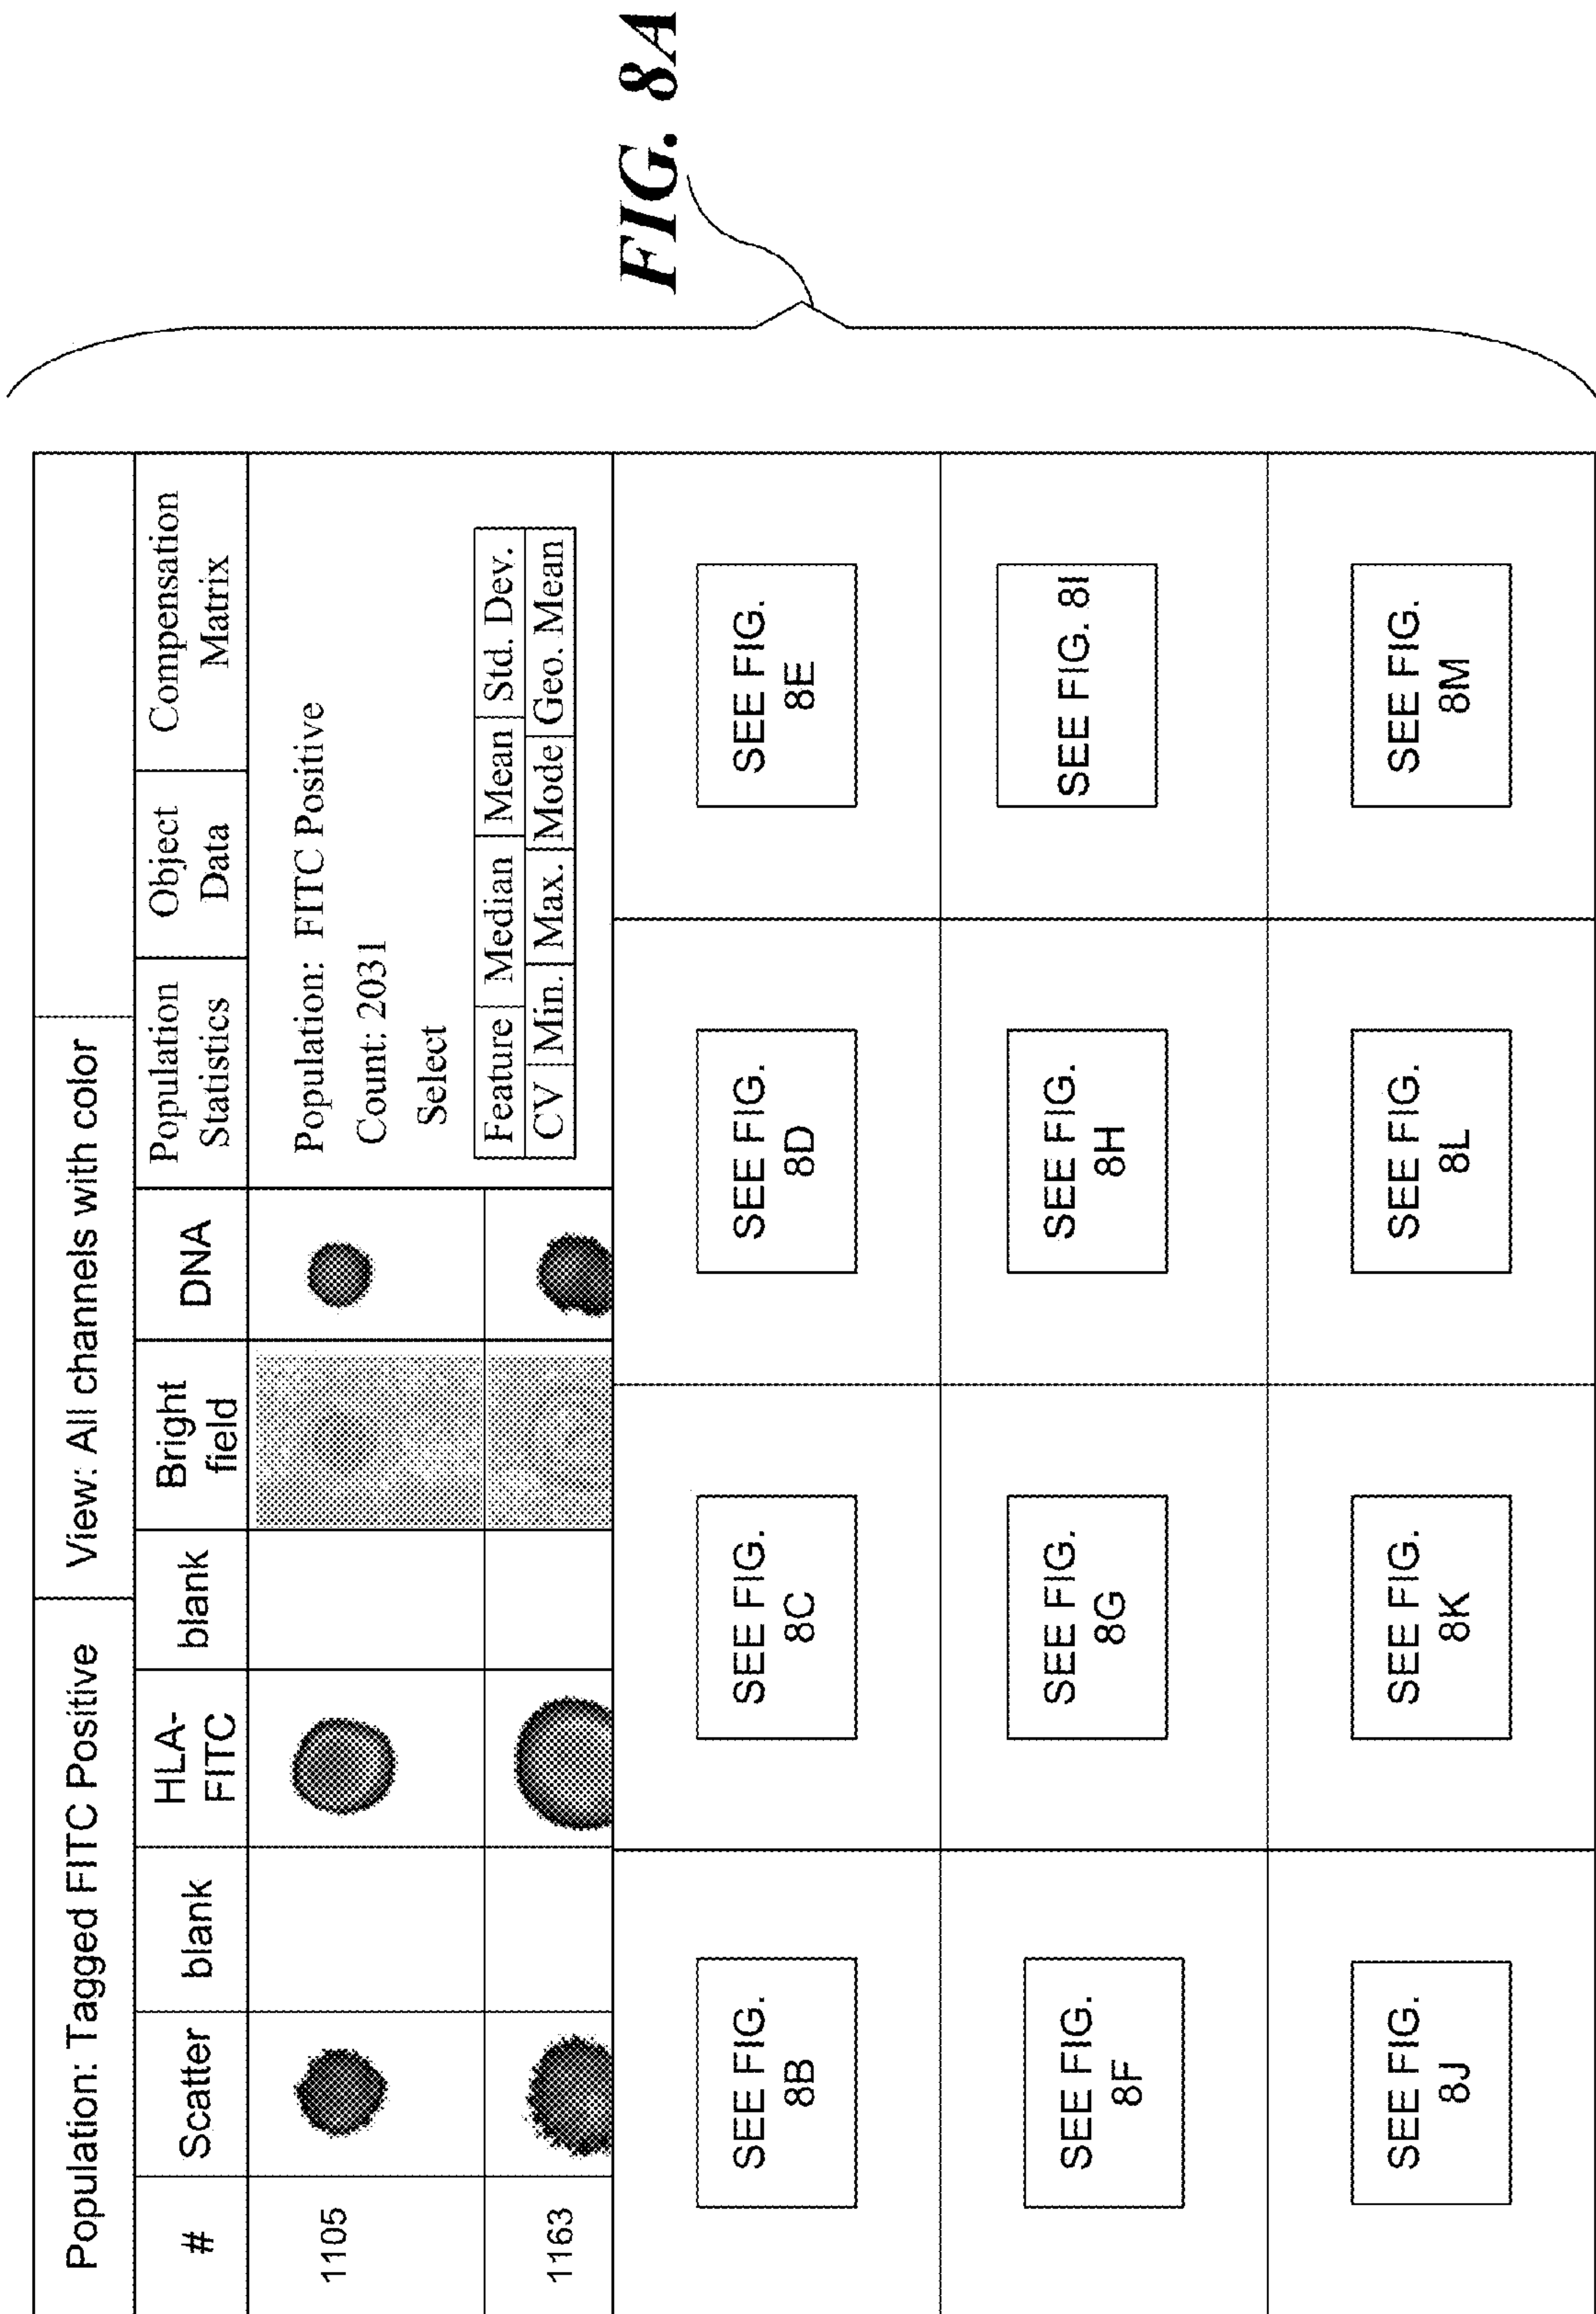 Population: Tagged FITC Positive
View: All channels with color
#
Scatter
blank
HLA-
FITC
blank
Bright
field
DNA
Population
Statistics
Object
Data
Compensation
Matrix
1105
1163
Population: FITC Positive
Count: 2031
Select
Feature Median Mean Std. Dev.
CV Min. Max. Mode Geo. Mean
SEE FIG.
8B
SEE FIG.
8C
SEE FIG.
8D
SEE FIG.
8E
SEE FIG.
8F
SEE FIG.
8G
SEE FIG.
8H
SEE FIG. 8I
SEE FIG.
8J
SEE FIG.
8K
SEE FIG.
8L
SEE FIG.
8M
FIG. 8A